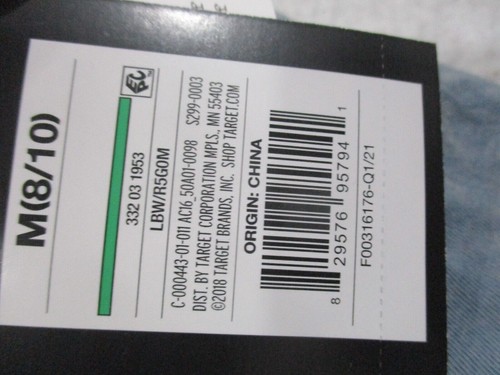 M(8/10)
332 03 1953
LBW/R5G0M
C-000443-01-011 AC16 50A01-0098 S299-0003
DIST. BY TARGET CORPORATION MPLS., MN 55403
©2018 TARGET BRANDS, INC. SHOP TARGET.COM
ORIGIN: CHINA
8 29576 95794 1
F00316176-Q1/21